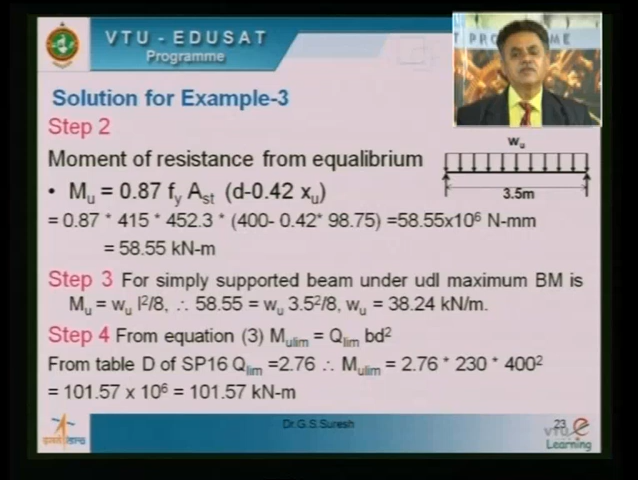 VTU - EDUSAT
Programme
T PRO ME
Solution for Example-3
Step 2
Moment of resistance from equalibrium
• Mu = 0.87 fy Ast (d-0.42 xu)
= 0.87 * 415 * 452.3 * (400- 0.42* 98.75) =58.55x10⁶ N-mm
= 58.55 kN-m
wu
3.5m
Step 3 For simply supported beam under udl maximum BM is
Mu = wu l²/8, ∴ 58.55 = wu 3.5²/8, wu = 38.24 kN/m.
Step 4 From equation (3) Mulim = Qlim bd²
From table D of SP16 Qlim =2.76 ∴ Mulim = 2.76 * 230 * 400²
= 101.57 x 10⁶ = 101.57 kN-m
Dr.G.S.Suresh
23
VTU e
Learning